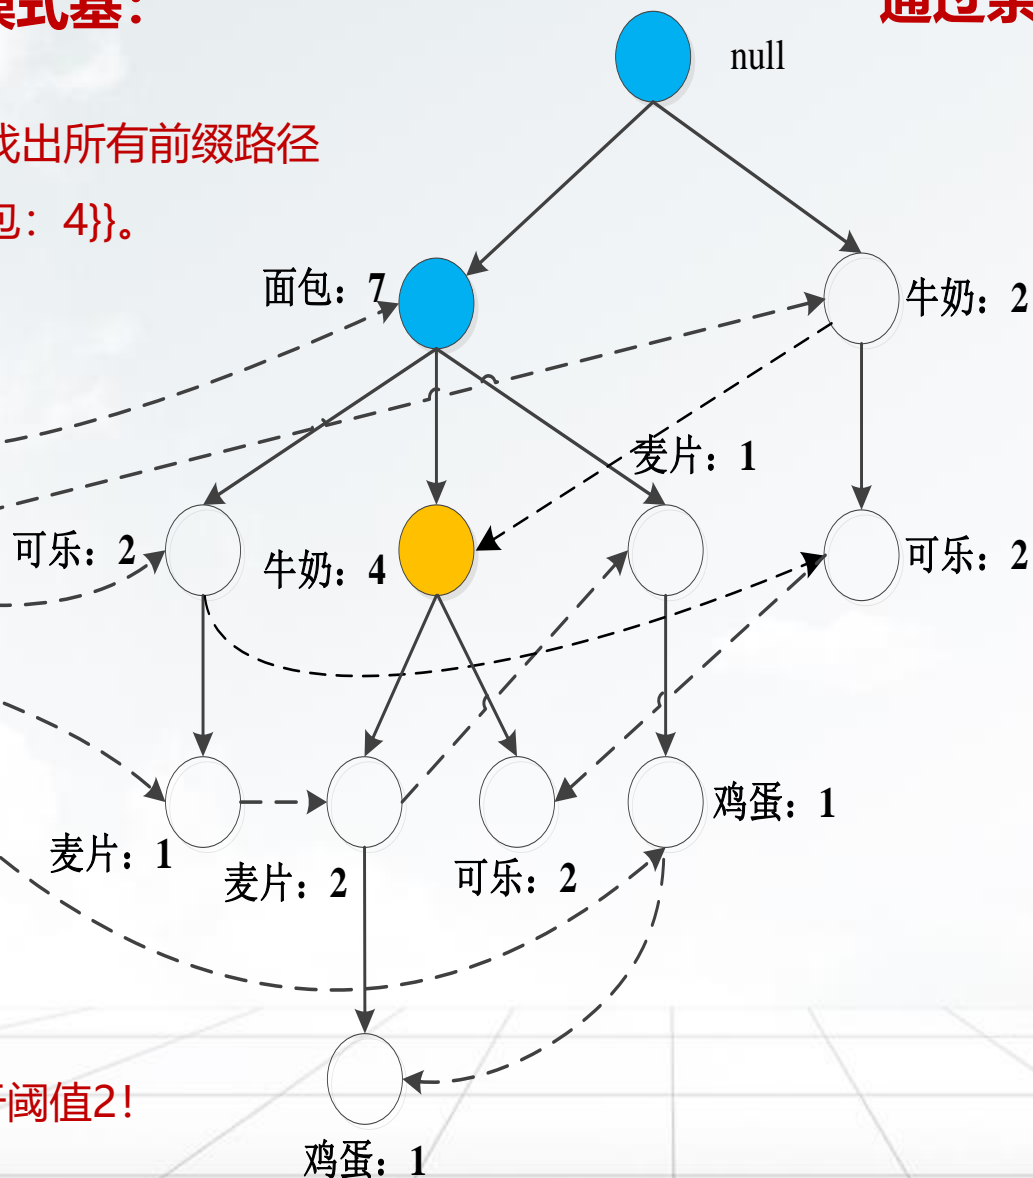 模式基：
通过条
null
找出所有前缀路径
包：4}}。
面包：7
牛奶：2
麦片：1
可乐：2
牛奶：4
可乐：2
鸡蛋：1
麦片：1
麦片：2
可乐：2
于阈值2！
鸡蛋：1